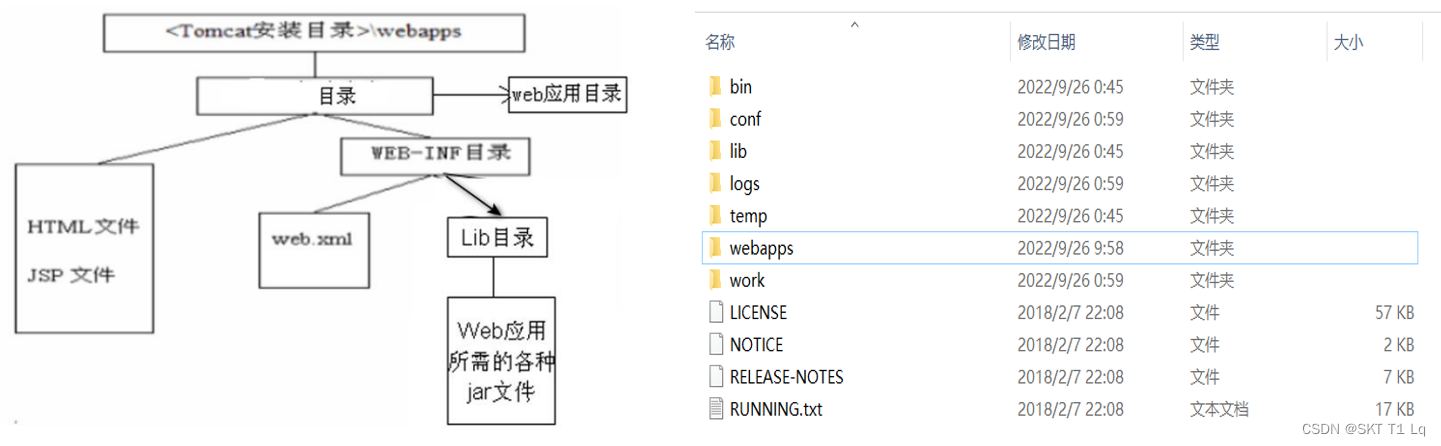 <Tomcat安装目录>\webapps
目录
web应用目录
WEB-INF目录
HTML文件
JSP 文件
web.xml
Lib目录
Web应用
所需的各种
jar文件
名称 修改日期 类型 大小
bin 2022/9/26 0:45 文件夹
conf 2022/9/26 0:59 文件夹
lib 2022/9/26 0:45 文件夹
logs 2022/9/26 0:59 文件夹
temp 2022/9/26 0:45 文件夹
webapps 2022/9/26 9:58 文件夹
work 2022/9/26 0:59 文件夹
LICENSE 2018/2/7 22:08 文件 57 KB
NOTICE 2018/2/7 22:08 文件 2 KB
RELEASE-NOTES 2018/2/7 22:08 文件 7 KB
RUNNING.txt 2018/2/7 22:08 文本文档 17 KB
CSDN @SKT T1 Lq